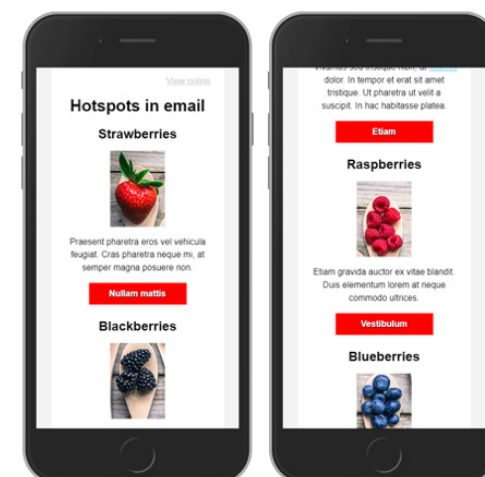 View online
Hotspots in email
Strawberries
Praesent pharetra eros vel vehicula
feugiat. Cras pharetra neque mi, at
semper magna posuere non.
Nullam mattis
Blackberries
dolor. In tempor et erat sit amet
tristique. Ut pharetra ut velit a
suscipit. In hac habitasse platea.
Etiam
Raspberries
Etiam gravida auctor ex vitae blandit.
Duis elementum lorem at neque
commodo ultrices.
Vestibulum
Blueberries